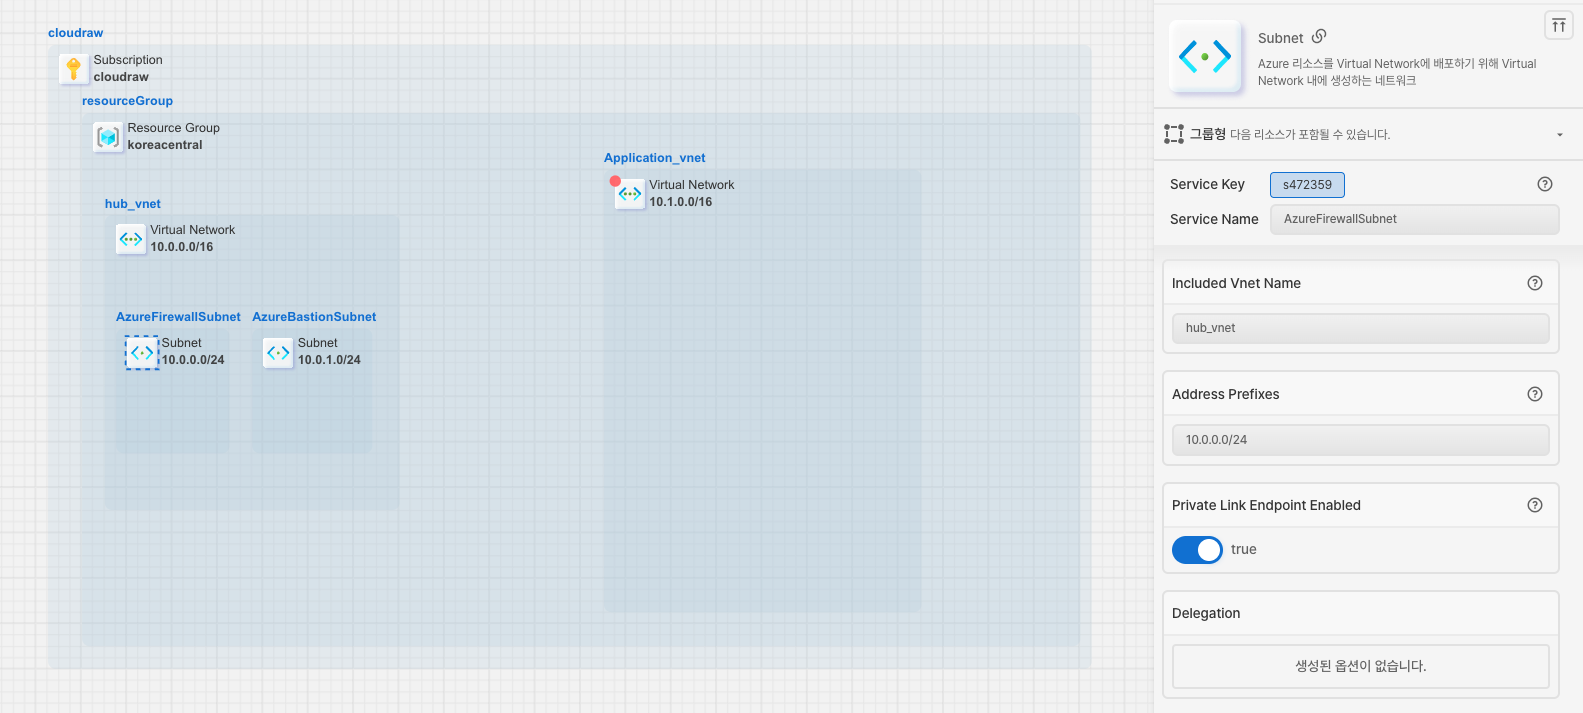 cloudraw
Subscription
cloudraw
resourceGroup
Resource Group
koreacentral
hub_vnet
Virtual Network
10.0.0.0/16
AzureFirewallSubnet
Subnet
10.0.0.0/24
AzureBastionSubnet
Subnet
10.0.1.0/24
Application_vnet
Virtual Network
10.1.0.0/16
Subnet
Azure 리소스를 Virtual Network에 배포하기 위해 Virtual
Network 내에 생성하는 네트워크
그룹형 다음 리소스가 포함될 수 있습니다.
Service Key s472359
Service Name AzureFirewallSubnet
Included Vnet Name
hub_vnet
Address Prefixes
10.0.0.0/24
Private Link Endpoint Enabled
true
Delegation
생성된 옵션이 없습니다.